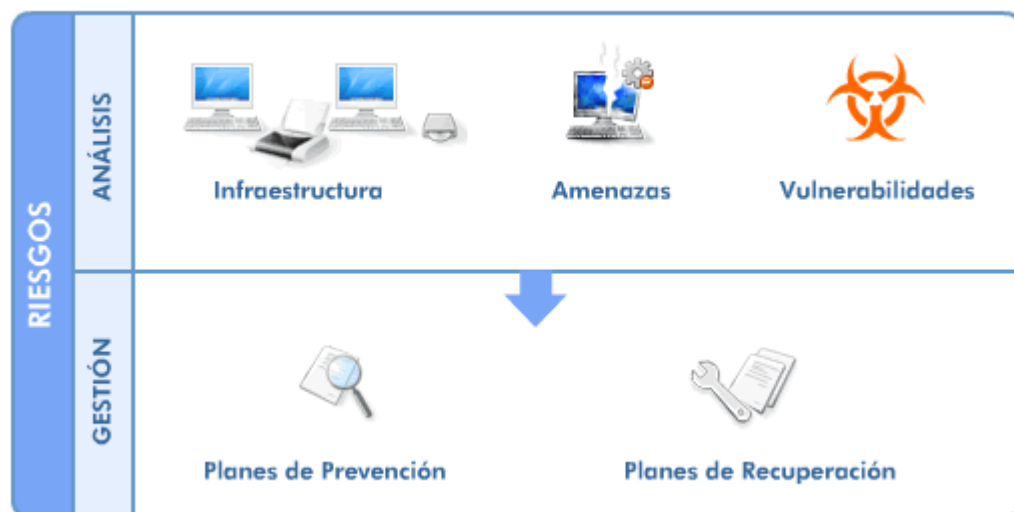 RIESGOS
ANÁLISIS
Infraestructura
Amenazas
Vulnerabilidades
GESTIÓN
Planes de Prevención
Planes de Recuperación